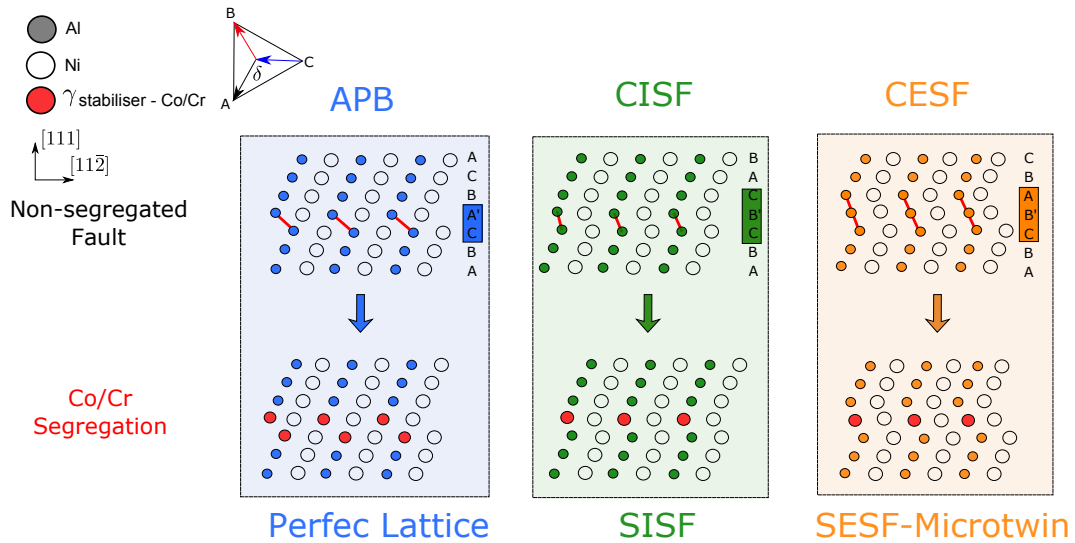 Al
Ni
γ stabiliser - Co/Cr
B
C
δ
A
[111]
[112̄]
Non-segregated
Fault
APB
A
C
B
A'
C
B
A
CISF
B
A
C
B'
C
B
A
CESF
C
B
A
B'
C
B
A
Co/Cr
Segregation
Perfec Lattice
SISF
SESF-Microtwin